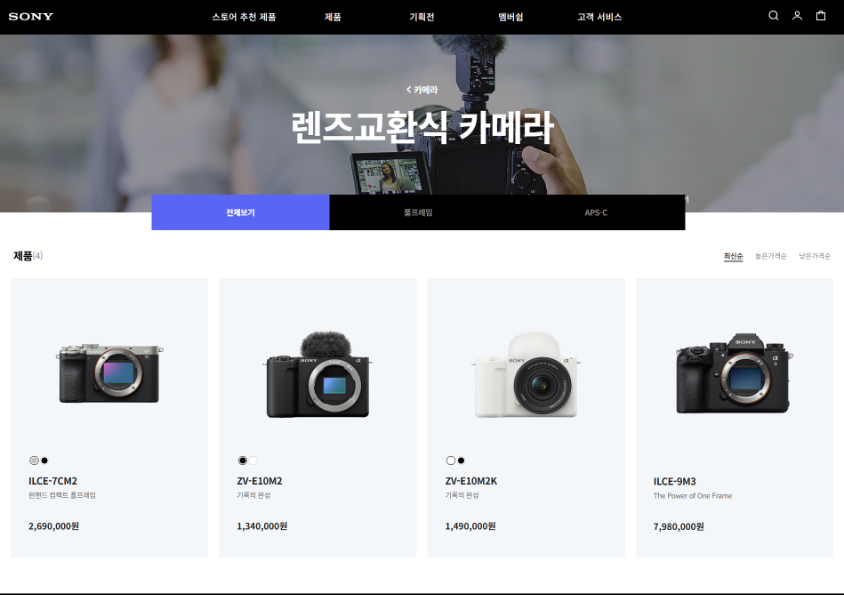 SONY
스토어 추천 제품
제품
기획전
멤버쉽
고객 서비스
카메라
렌즈교환식 카메라
전체보기
풀프레임
APS-C
제품(4)
최신순
높은가격순
낮은가격순
ILCE-7CM2
원핸드 컴팩트 풀프레임
2,690,000원
SONY
ZV-E10M2
기록의 완성
1,340,000원
SONY
ZV-E10M2K
기록의 완성
1,490,000원
SONY
ILCE-9M3
The Power of One Frame
7,980,000원